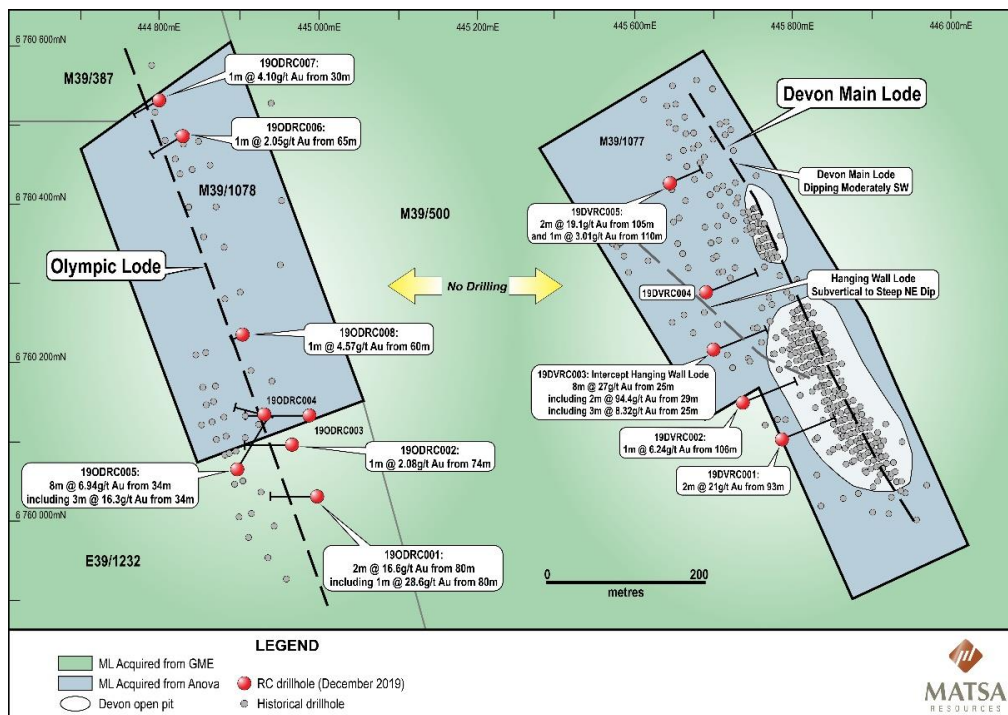 444 800mE
445 000mE
445 200mE
445 600mE
445 800mE
446 000mE
6 760 600mN
6 760 400mN
6 760 200mN
6 760 000mN
M39/387
19ODRC007:
1m @ 4.10g/t Au from 30m
19ODRC006:
1m @ 2.05g/t Au from 65m
M39/1078
M39/500
Olympic Lode
19ODRC008:
1m @ 4.57g/t Au from 60m
19ODRC004
19ODRC003
19ODRC002:
1m @ 2.08g/t Au from 74m
19ODRC005:
8m @ 6.94g/t Au from 34m
including 3m @ 16.3g/t Au from 34m
19ODRC001:
2m @ 16.6g/t Au from 80m
including 1m @ 28.6g/t Au from 80m
E39/1232
No Drilling
Devon Main Lode
M39/1077
Devon Main Lode
Dipping Moderately SW
19DVRC005:
2m @ 19.1g/t Au from 105m
and 1m @ 3.01g/t Au from 110m
19DVRC004
Hanging Wall Lode
Subvertical to Steep NE Dip
19DVRC003: Intercept Hanging Wall Lode
8m @ 27g/t Au from 25m
including 2m @ 94.4g/t Au from 29m
including 3m @ 8.32g/t Au from 25m
19DVRC002:
1m @ 6.24g/t Au from 106m
19DVRC001:
2m @ 21g/t Au from 93m
0
200
metres
LEGEND
ML Acquired from GME
ML Acquired from Anova
Devon open pit
RC drillhole (December 2019)
Historical drillhole
MATSA
RESOURCES